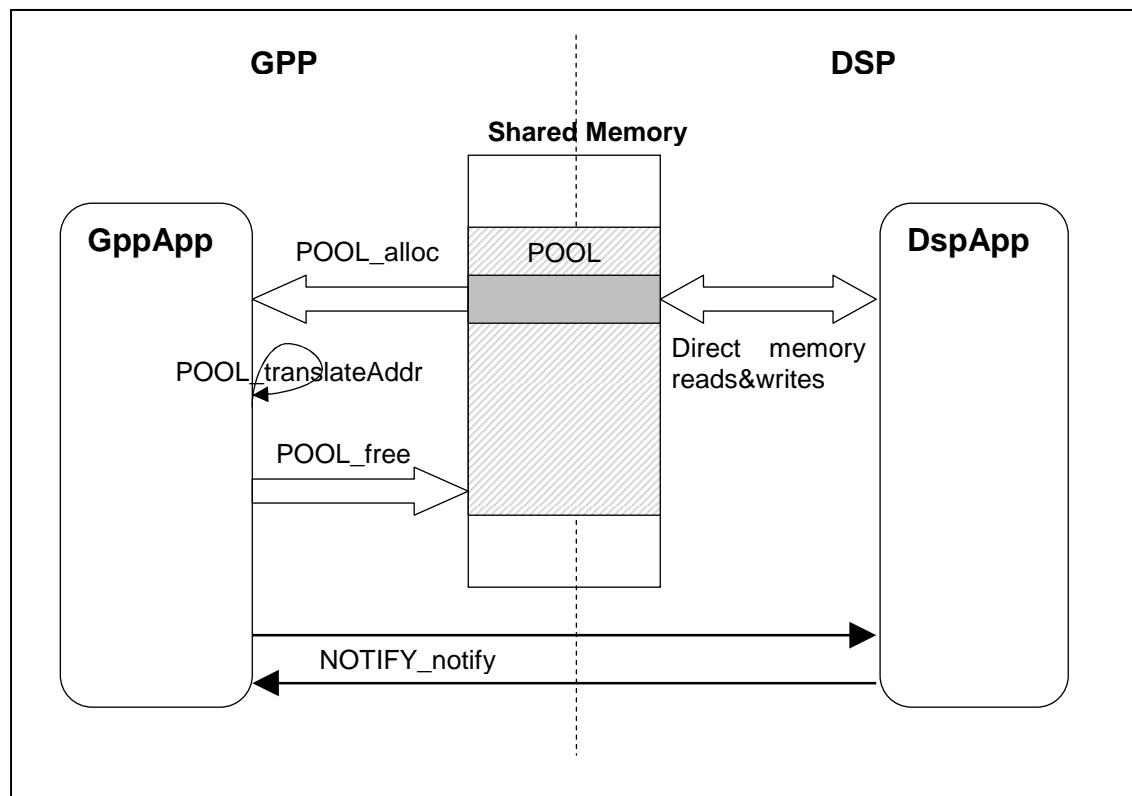 GPP
DSP
Shared Memory
GppApp
DspApp
POOL_alloc
POOL
Direct memory
reads&writes
POOL_translateAddr
POOL_free
NOTIFY_notify